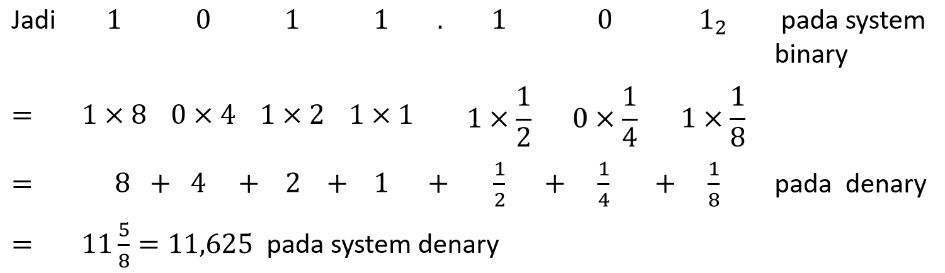 Jadi 1 0 1 1 . 1 0 1₂ pada system
binary
= 1 × 8 0 × 4 1 × 2 1 × 1 1 × 1/2 0 × 1/4 1 × 1/8
= 8 + 4 + 2 + 1 + 1/2 + 1/4 + 1/8 pada denary
= 11 5/8 = 11,625 pada system denary